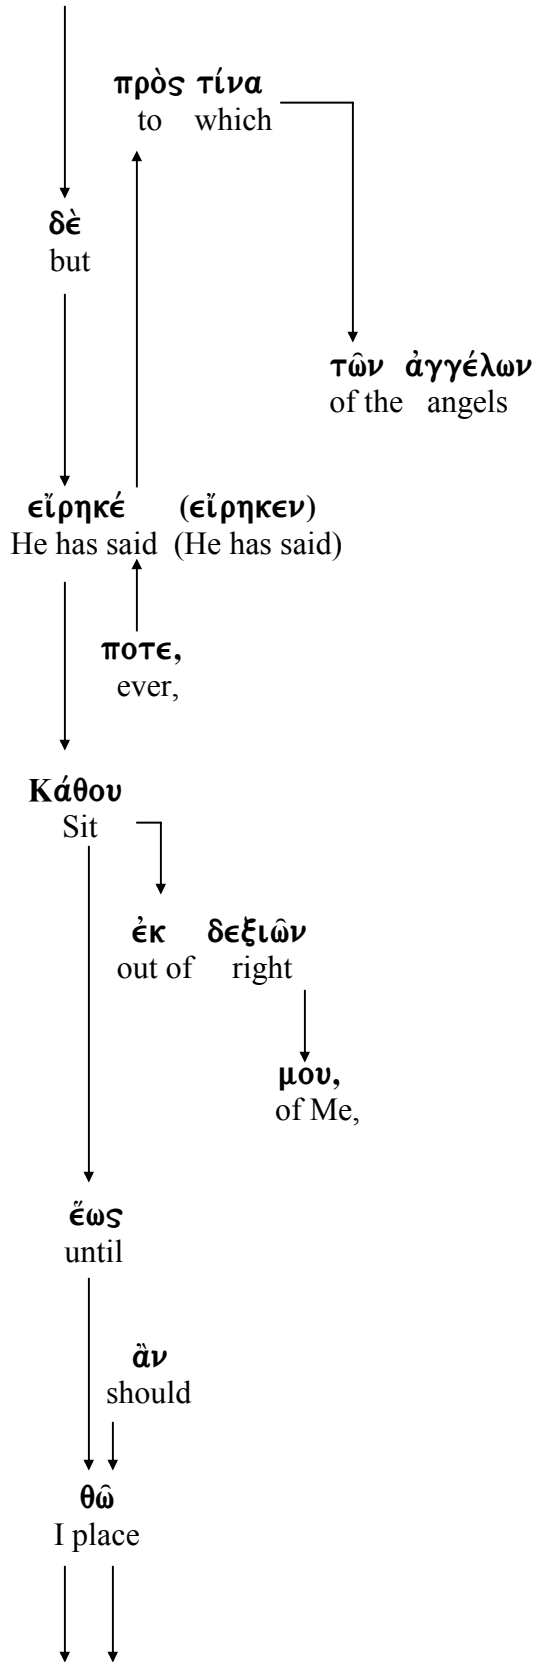 πρὸς τίνα
to which
δὲ
but
τῶν ἀγγέλων
of the angels
εἴρηκέ (εἴρηκεν)
He has said (He has said)
ποτε,
ever,
Κάθου
Sit
ἐκ δεξιῶν
out of right
μου,
of Me,
ἕως
until
ἂν
should
θῶ
I place